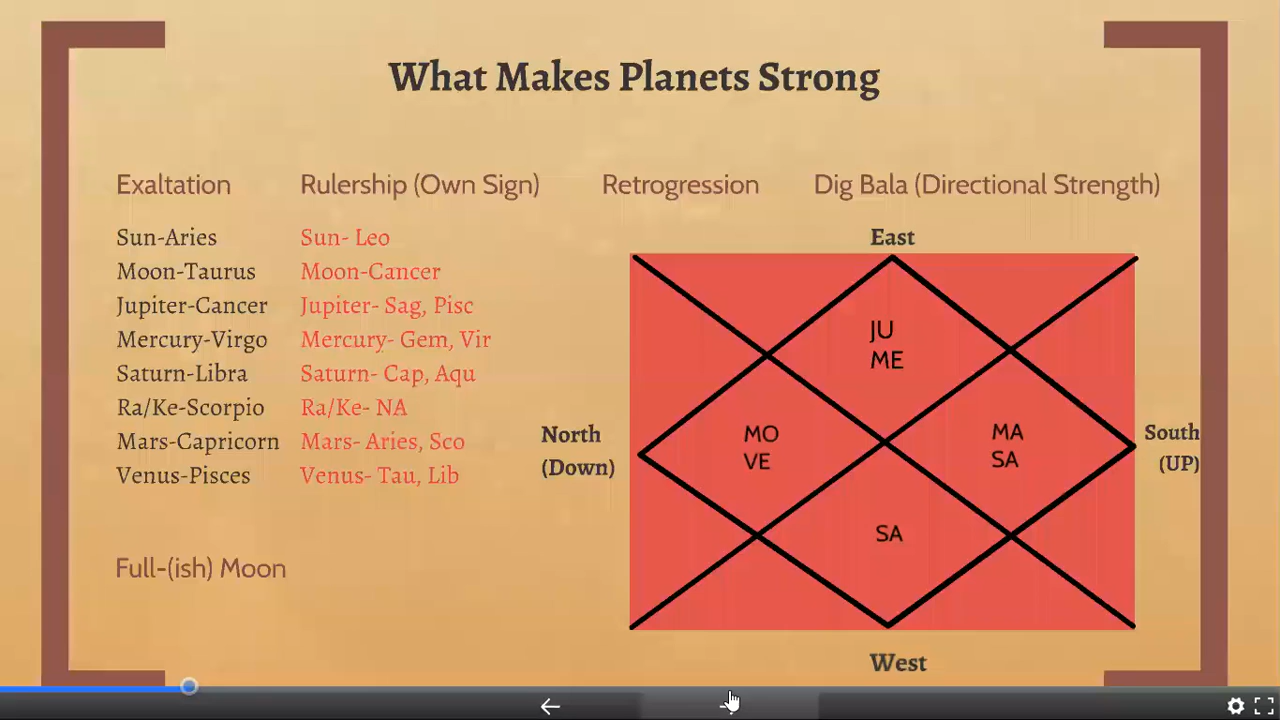 What Makes Planets Strong
Exaltation
Sun-Aries
Moon-Taurus
Jupiter-Cancer
Mercury-Virgo
Saturn-Libra
Ra/Ke-Scorpio
Mars-Capricorn
Venus-Pisces
Full-(ish) Moon
Rulership (Own Sign)
Sun- Leo
Moon-Cancer
Jupiter- Sag, Pisc
Mercury- Gem, Vir
Saturn- Cap, Aqu
Ra/Ke- NA
Mars- Aries, Sco
Venus- Tau, Lib
Retrogression
Dig Bala (Directional Strength)
East
JU
ME
North
(Down)
MO
VE
MA
SA
South
(UP)
SA
West